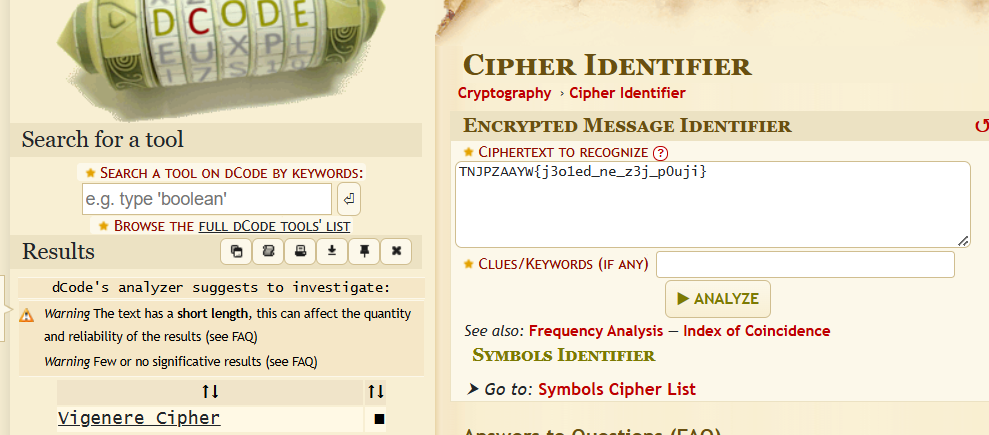 DCODE
EUXPL
Search for a tool
★ SEARCH A TOOL ON DCODE BY KEYWORDS:
e.g. type 'boolean'
★ BROWSE THE FULL DCODE TOOLS' LIST
Results
dCode's analyzer suggests to investigate:
Warning The text has a short length, this can affect the quantity
and reliability of the results (see FAQ)
Warning Few or no significative results (see FAQ)
↑↓ ↑↓
Vigenere Cipher ■
CIPHER IDENTIFIER
Cryptography › Cipher Identifier
ENCRYPTED MESSAGE IDENTIFIER
★ CIPHERTEXT TO RECOGNIZE ?
TNJPZAAYW{j3o1ed_ne_z3j_p0uji}
★ CLUES/KEYWORDS (IF ANY)
▶ ANALYZE
See also: Frequency Analysis — Index of Coincidence
SYMBOLS IDENTIFIER
➤ Go to: Symbols Cipher List
Answers to Questions (FAQ)